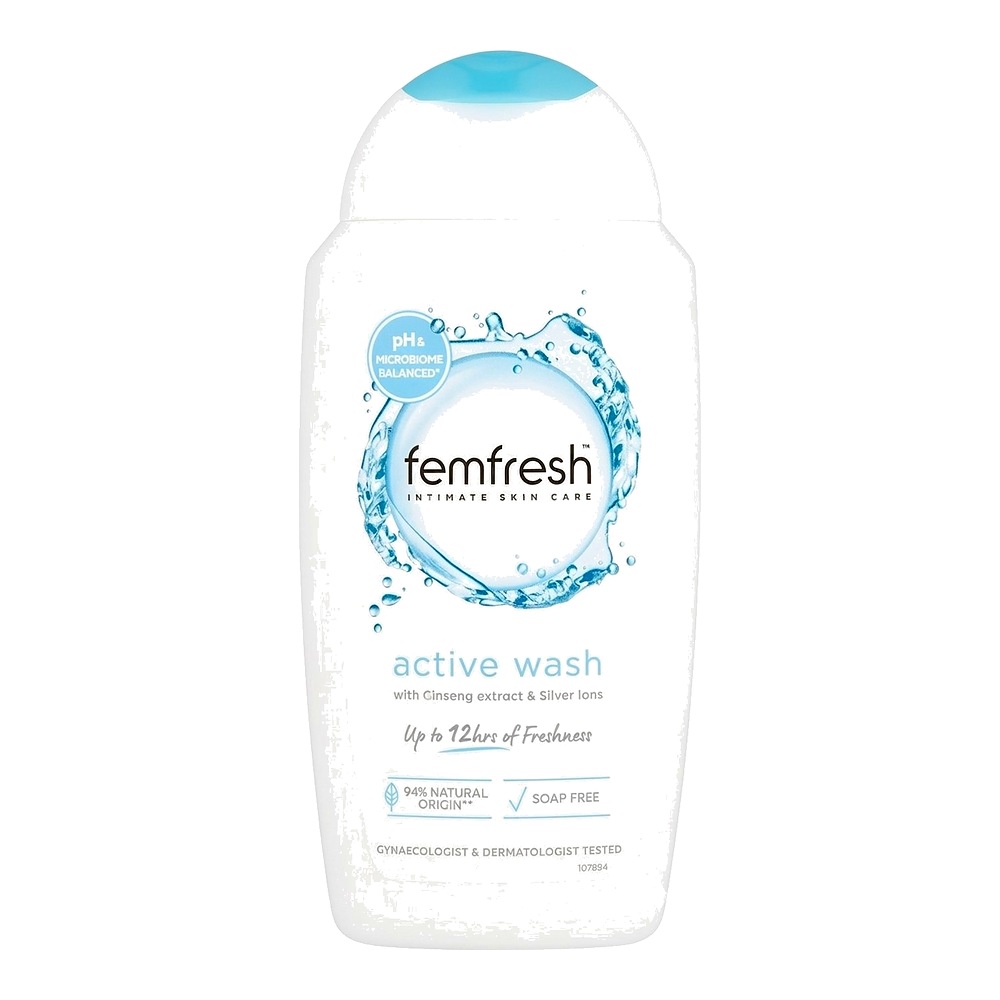 pH &
MICROBIOME
BALANCED*
femfresh™
INTIMATE SKIN CARE
active wash
with Ginseng extract & Silver Ions
Up to 12hrs of Freshness
94% NATURAL
ORIGIN**
SOAP FREE
GYNAECOLOGIST & DERMATOLOGIST TESTED
107894